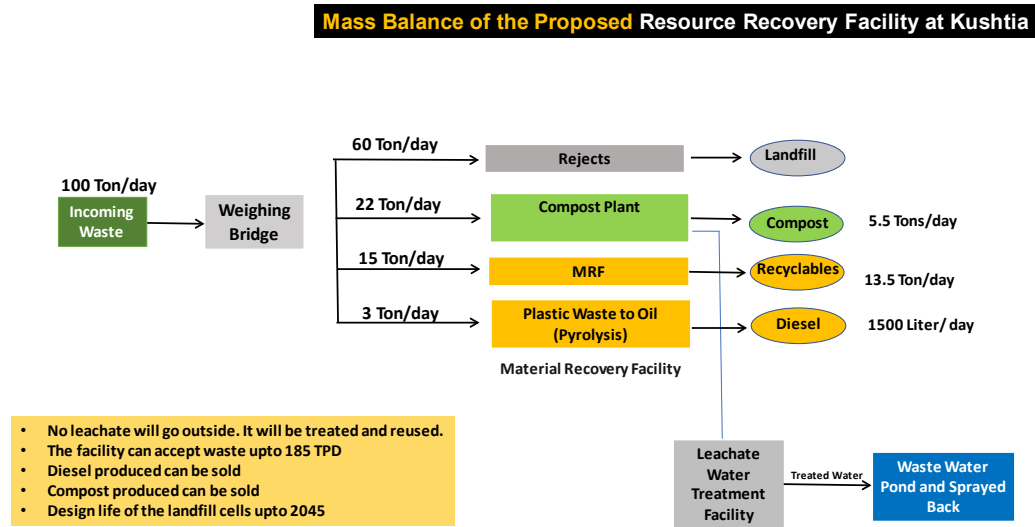 Mass Balance of the Proposed Resource Recovery Facility at Kushtia
100 Ton/day
Incoming
Waste
Weighing
Bridge
60 Ton/day
Rejects
Landfill
22 Ton/day
Compost Plant
Compost
5.5 Tons/day
15 Ton/day
MRF
Recyclables
13.5 Ton/day
3 Ton/day
Plastic Waste to Oil
(Pyrolysis)
Diesel
1500 Liter/ day
Material Recovery Facility
• No leachate will go outside. It will be treated and reused.
• The facility can accept waste upto 185 TPD
• Diesel produced can be sold
• Compost produced can be sold
• Design life of the landfill cells upto 2045
Leachate
Water
Treatment
Facility
Treated Water
Waste Water
Pond and Sprayed
Back